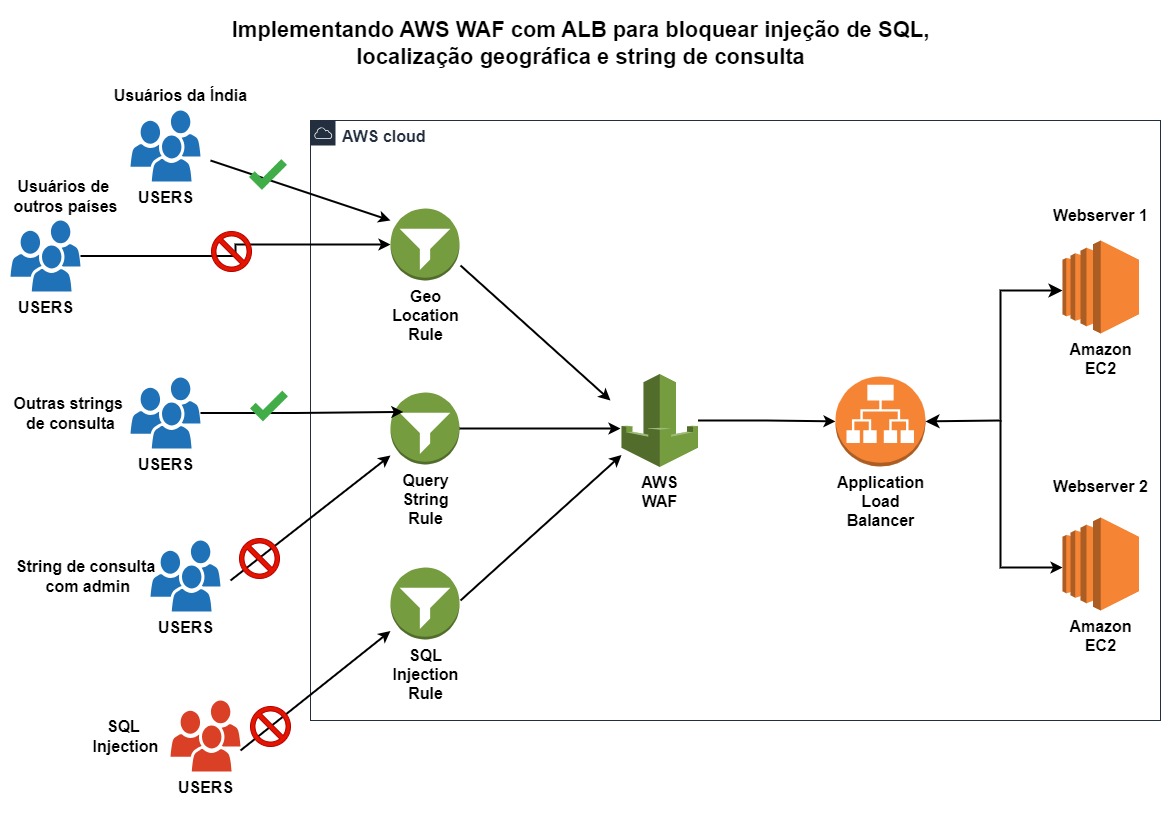 Implementando AWS WAF com ALB para bloquear injeção de SQL,
localização geográfica e string de consulta
Usuários da Índia
USERS
AWS cloud
Usuários de
outros países
USERS
Geo
Location
Rule
Outras strings
de consulta
USERS
Query
String
Rule
String de consulta
com admin
USERS
SQL
Injection
Rule
SQL
Injection
USERS
AWS
WAF
Application
Load
Balancer
Webserver 1
Amazon
EC2
Webserver 2
Amazon
EC2